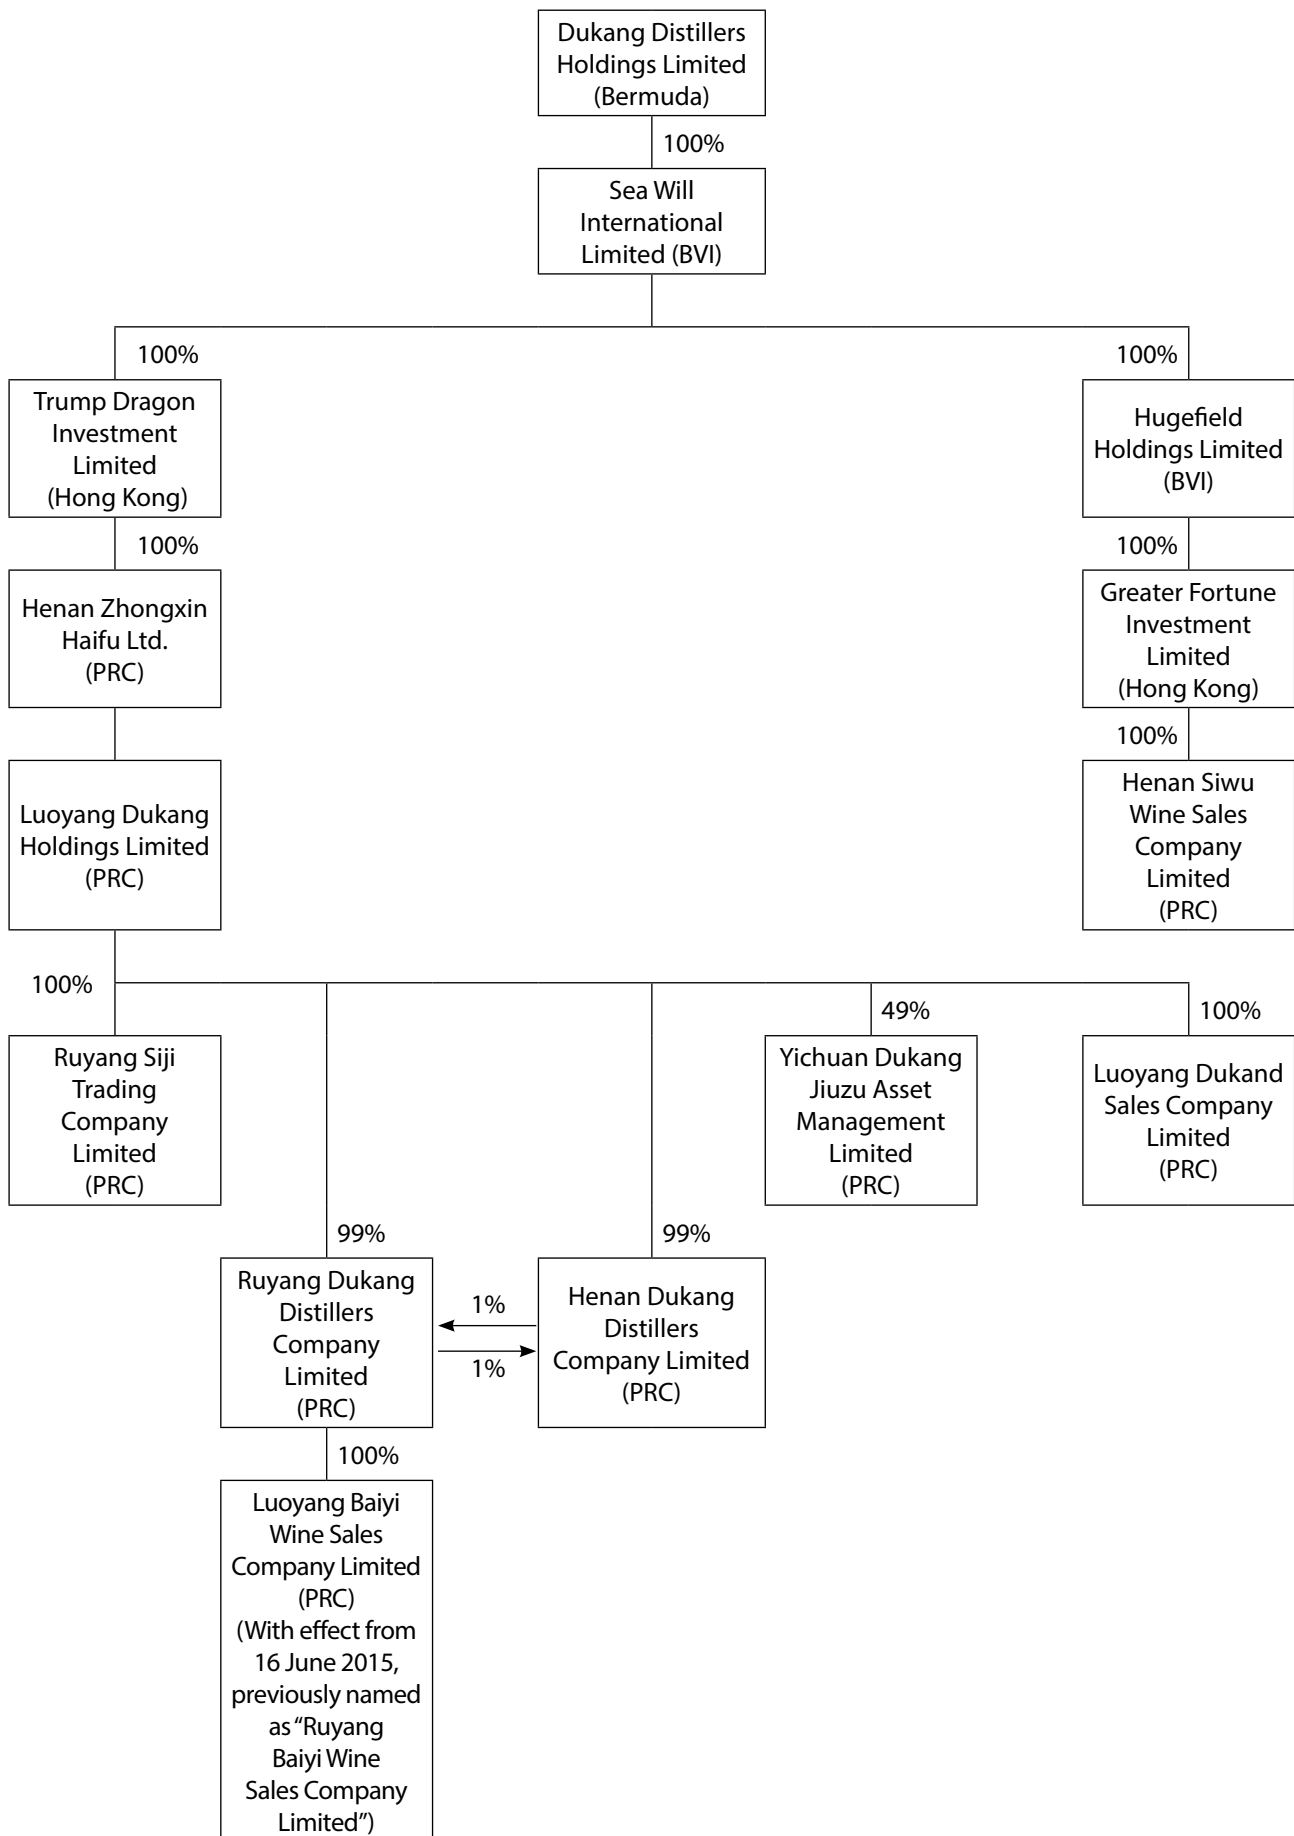 Dukang Distillers
Holdings Limited
(Bermuda)
100%
Sea Will
International
Limited (BVI)
100%
100%
Trump Dragon
Investment
Limited
(Hong Kong)
Hugefield
Holdings Limited
(BVI)
100%
100%
Henan Zhongxin
Haifu Ltd.
(PRC)
Greater Fortune
Investment
Limited
(Hong Kong)
100%
Luoyang Dukang
Holdings Limited
(PRC)
Henan Siwu
Wine Sales
Company
Limited
(PRC)
100%
49%
100%
Ruyang Siji
Trading
Company
Limited
(PRC)
Yichuan Dukang
Jiuzu Asset
Management
Limited
(PRC)
Luoyang Dukand
Sales Company
Limited
(PRC)
99%
99%
Ruyang Dukang
Distillers
Company
Limited
(PRC)
1%
1%
Henan Dukang
Distillers
Company Limited
(PRC)
100%
Luoyang Baiyi
Wine Sales
Company Limited
(PRC)
(With effect from
16 June 2015,
previously named
as “Ruyang
Baiyi Wine
Sales Company
Limited”)